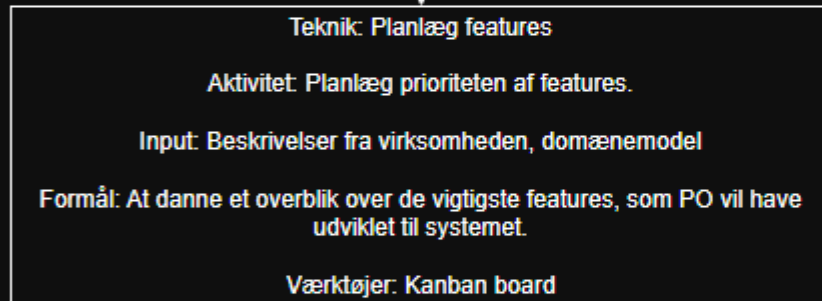 Teknik: Planlæg features
Aktivitet: Planlæg prioriteten af features.
Input: Beskrivelser fra virksomheden, domænemodel
Formål: At danne et overblik over de vigtigste features, som PO vil have
udviklet til systemet.
Værktøjer: Kanban board